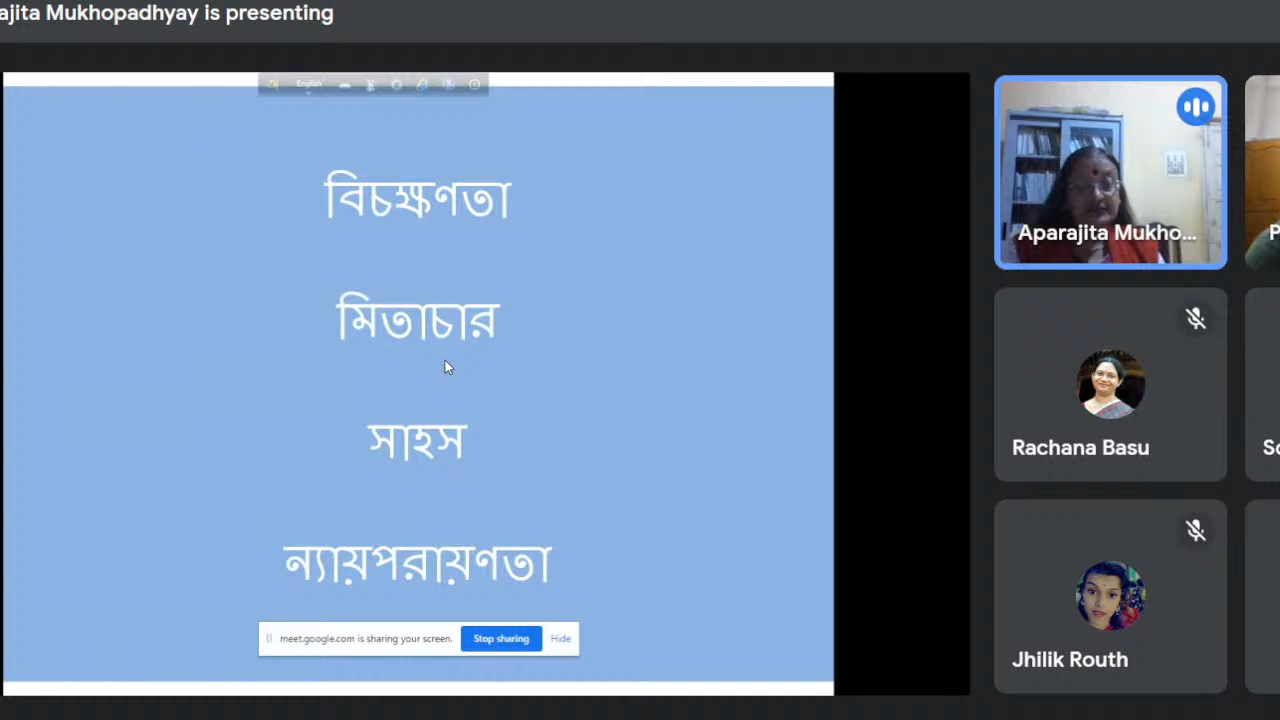 ajita Mukhopadhyay is presenting
English
বিচক্ষণতা
মিতাচার
সাহস
ন্যায়পরায়ণতা
meet.google.com is sharing your screen. Stop sharing Hide
Aparajita Mukho...
Rachana Basu
Jhilik Routh